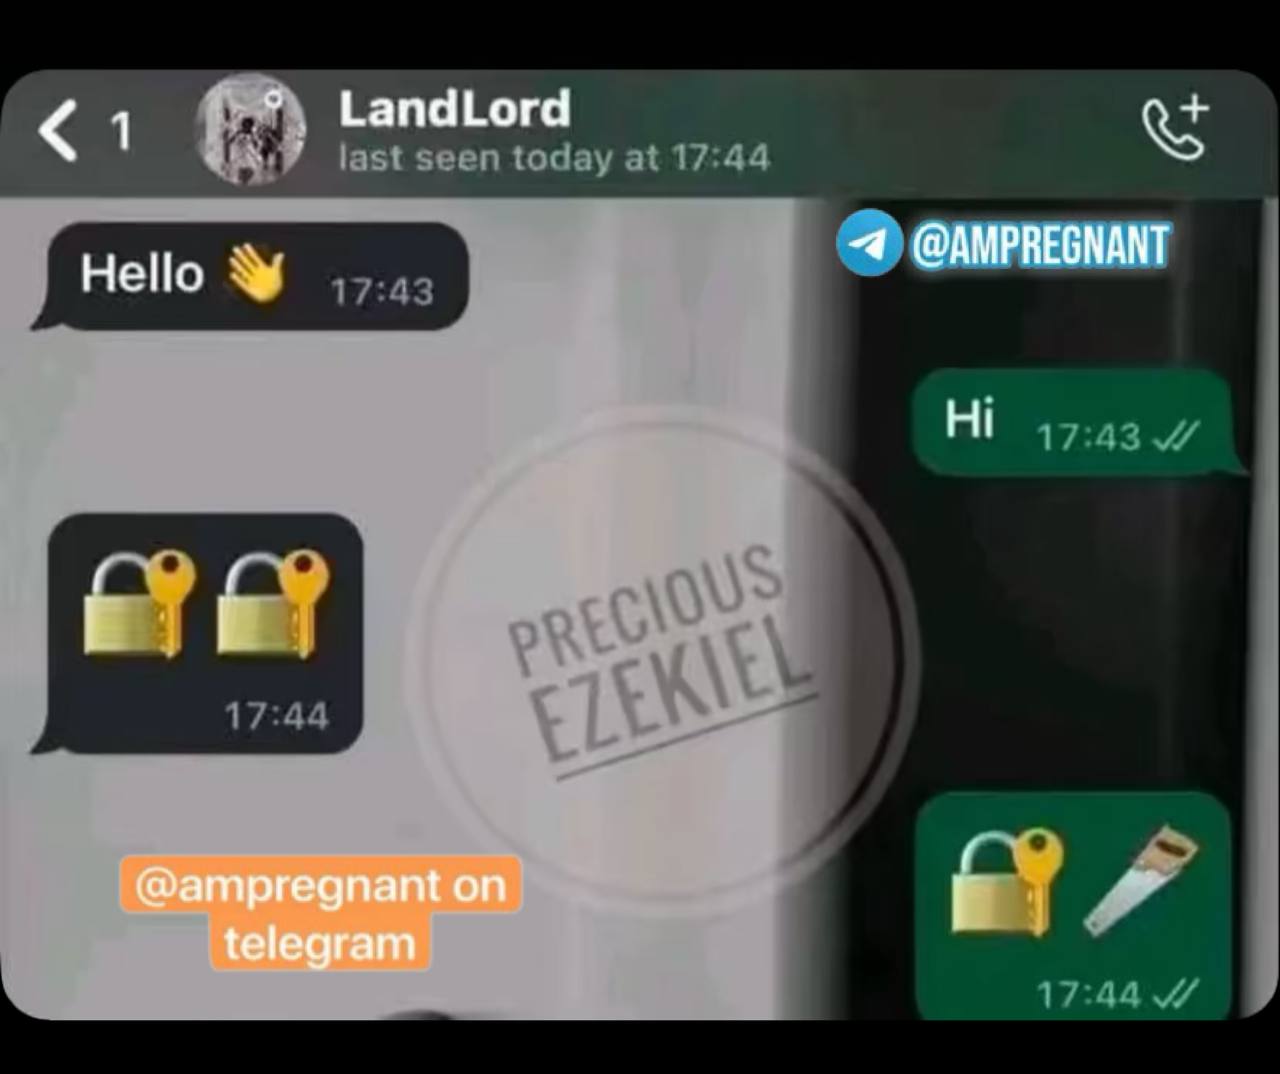 1
LandLord
last seen today at 17:44
@AMPREGNANT
Hello 👋 17:43
Hi 17:43
🔐 🔐
17:44
PRECIOUS
EZEKIEL
🔐 🪚
17:44
@ampregnant on
telegram